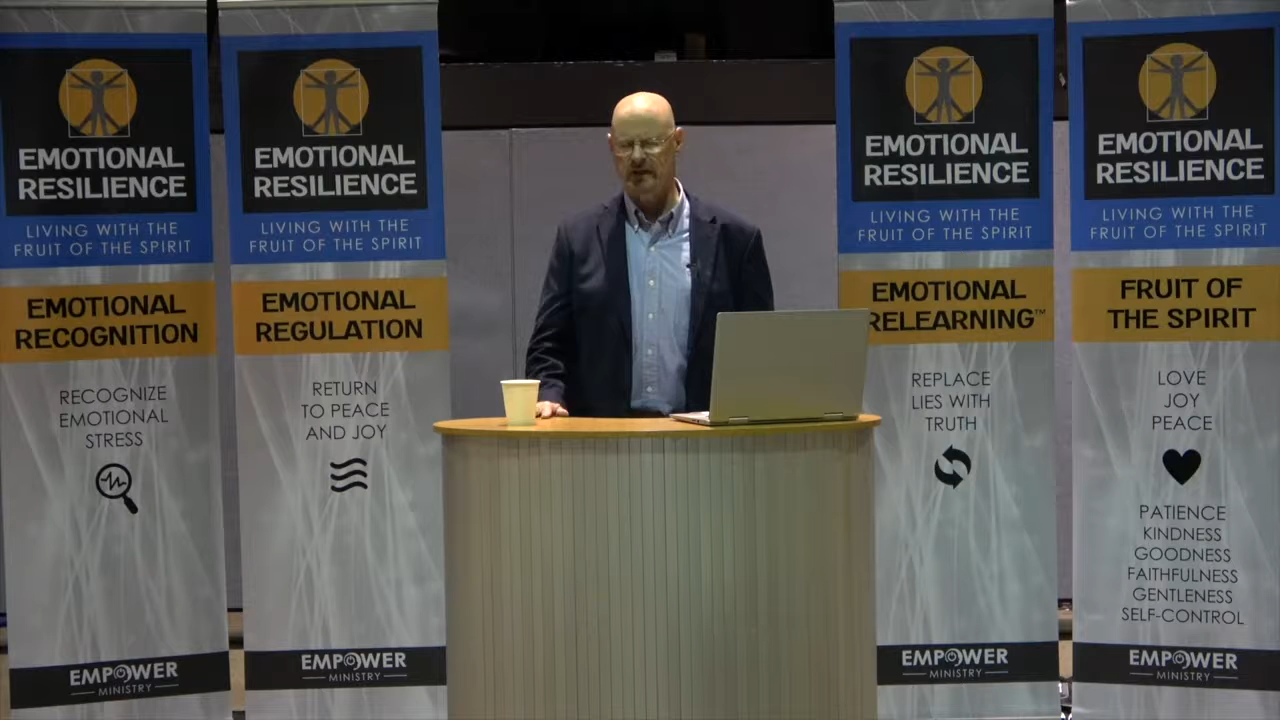 EMOTIONAL
RESILIENCE
LIVING WITH THE
FRUIT OF THE SPIRIT
EMOTIONAL
RECOGNITION
RECOGNIZE
EMOTIONAL
STRESS
EMPOWER
MINISTRY
EMOTIONAL
RESILIENCE
LIVING WITH THE
FRUIT OF THE SPIRIT
EMOTIONAL
REGULATION
RETURN
TO PEACE
AND JOY
EMPOWER
MINISTRY
EMOTIONAL
RESILIENCE
LIVING WITH THE
FRUIT OF THE SPIRIT
EMOTIONAL
RELEARNING™
REPLACE
LIES WITH
TRUTH
EMPOWER
MINISTRY
EMOTIONAL
RESILIENCE
LIVING WITH THE
FRUIT OF THE SPIRIT
FRUIT OF
THE SPIRIT
LOVE
JOY
PEACE
PATIENCE
KINDNESS
GOODNESS
FAITHFULNESS
GENTLENESS
SELF-CONTROL
EMPOWER
MINISTRY